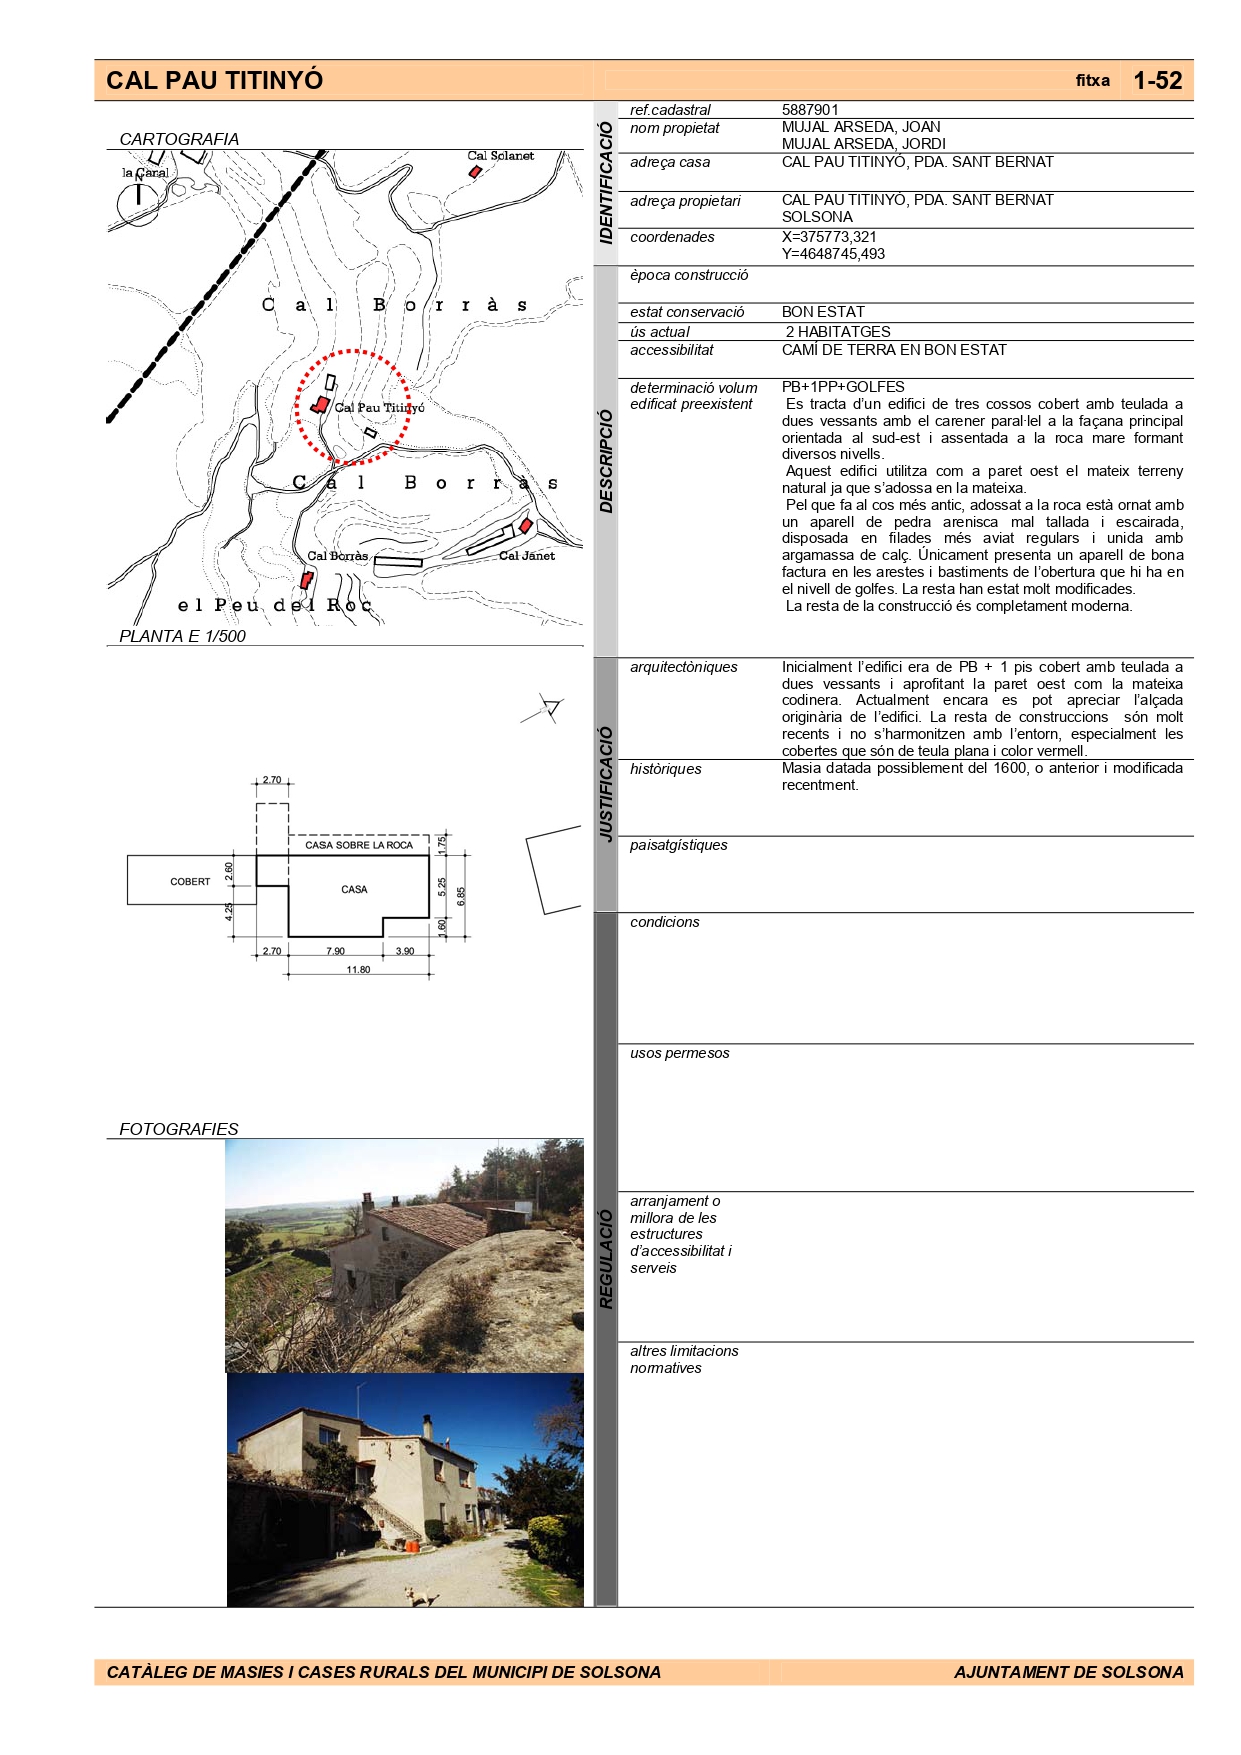 CAL PAU TITINYÓ
fitxa 1-52
CARTOGRAFIA
la Caral
N
Cal Solanet
Cal Borràs
Cal Pau Titinyó
Cal Borràs
Cal Borràs
Cal Janet
el Peu del Roc
PLANTA E 1/500
2.70
CASA SOBRE LA ROCA
1.75
COBERT
2.60
CASA
5.25
6.85
4.25
1.60
2.70
7.90
3.90
11.80
FOTOGRAFIES
IDENTIFICACIÓ
ref.cadastral 5887901
nom propietat MUJAL ARSEDA, JOAN
MUJAL ARSEDA, JORDI
adreça casa CAL PAU TITINYÓ, PDA. SANT BERNAT
adreça propietari CAL PAU TITINYÓ, PDA. SANT BERNAT
SOLSONA
coordenades X=375773,321
Y=4648745,493
DESCRIPCIÓ
època construcció
estat conservació BON ESTAT
ús actual 2 HABITATGES
accessibilitat CAMÍ DE TERRA EN BON ESTAT
determinació volum PB+1PP+GOLFES
edificat preexistent Es tracta d'un edifici de tres cossos cobert amb teulada a
dues vessants amb el carener paral·lel a la façana principal
orientada al sud-est i assentada a la roca mare formant
diversos nivells.
Aquest edifici utilitza com a paret oest el mateix terreny
natural ja que s'adossa en la mateixa.
Pel que fa al cos més antic, adossat a la roca està ornat amb
un aparell de pedra arenisca mal tallada i escairada,
disposada en filades més aviat regulars i unida amb
argamassa de calç. Únicament presenta un aparell de bona
factura en les arestes i bastiments de l'obertura que hi ha en
el nivell de golfes. La resta han estat molt modificades.
La resta de la construcció és completament moderna.
JUSTIFICACIÓ
arquitectòniques Inicialment l'edifici era de PB + 1 pis cobert amb teulada a
dues vessants i aprofitant la paret oest com la mateixa
codinera. Actualment encara es pot apreciar l'alçada
originària de l'edifici. La resta de construccions són molt
recents i no s'harmonitzen amb l'entorn, especialment les
cobertes que són de teula plana i color vermell.
històriques Masia datada possiblement del 1600, o anterior i modificada
recentment.
paisatgístiques
REGULACIÓ
condicions
usos permesos
arranjament o
millora de les
estructures
d'accessibilitat i
serveis
altres limitacions
normatives
CATÀLEG DE MASIES I CASES RURALS DEL MUNICIPI DE SOLSONA
AJUNTAMENT DE SOLSONA